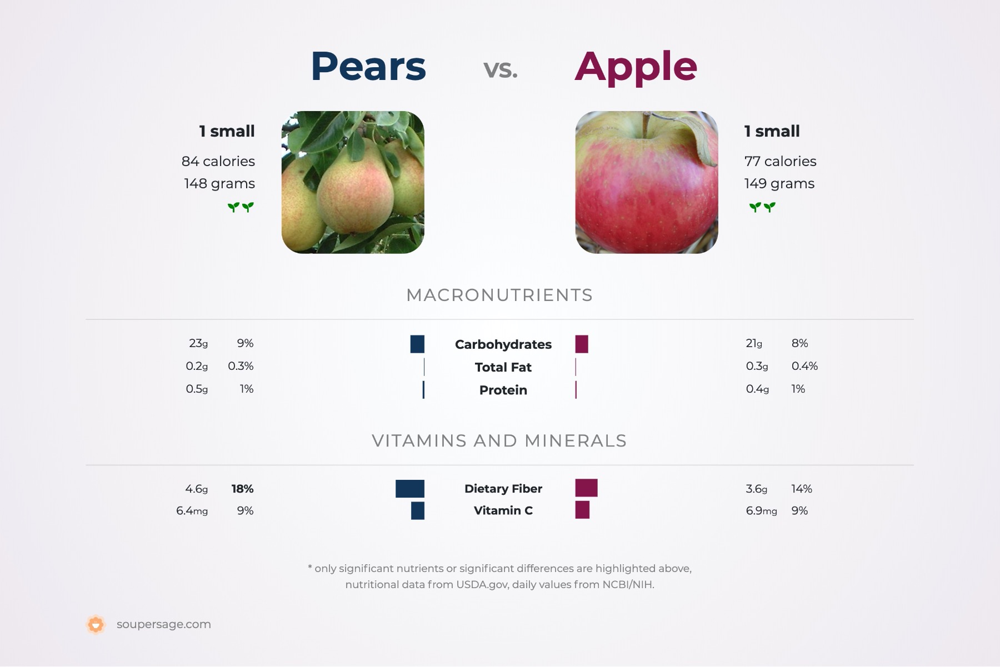 Pears vs. Apple
1 small
84 calories
148 grams
1 small
77 calories
149 grams
MACRONUTRIENTS
23g 9% Carbohydrates 21g 8%
0.2g 0.3% Total Fat 0.3g 0.4%
0.5g 1% Protein 0.4g 1%
VITAMINS AND MINERALS
4.6g 18% Dietary Fiber 3.6g 14%
6.4mg 9% Vitamin C 6.9mg 9%
* only significant nutrients or significant differences are highlighted above,
nutritional data from USDA.gov, daily values from NCBI/NIH.
soupersage.com